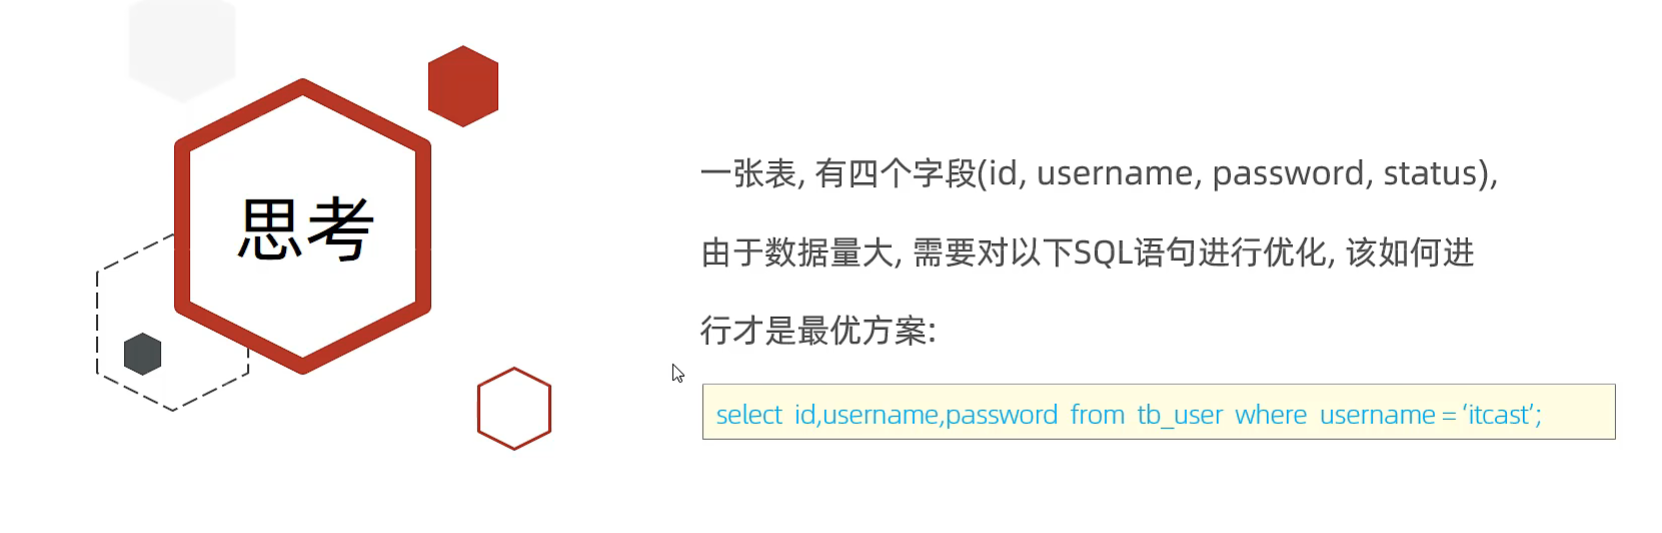 思考
一张表, 有四个字段(id, username, password, status),
由于数据量大, 需要对以下SQL语句进行优化, 该如何进
行才是最优方案:
select id,username,password from tb_user where username = 'itcast';